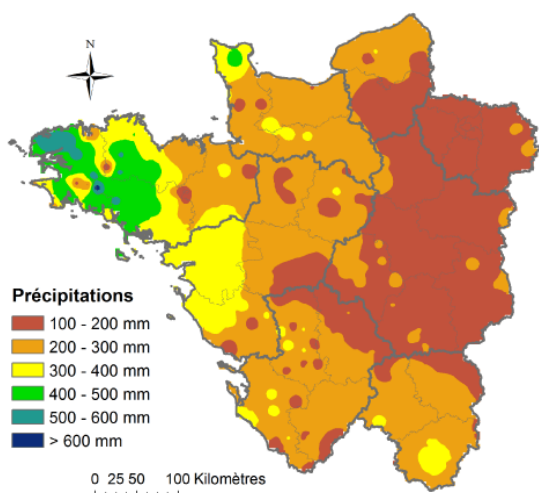 N
Précipitations
100 - 200 mm
200 - 300 mm
300 - 400 mm
400 - 500 mm
500 - 600 mm
> 600 mm
0 25 50 100 Kilomètres